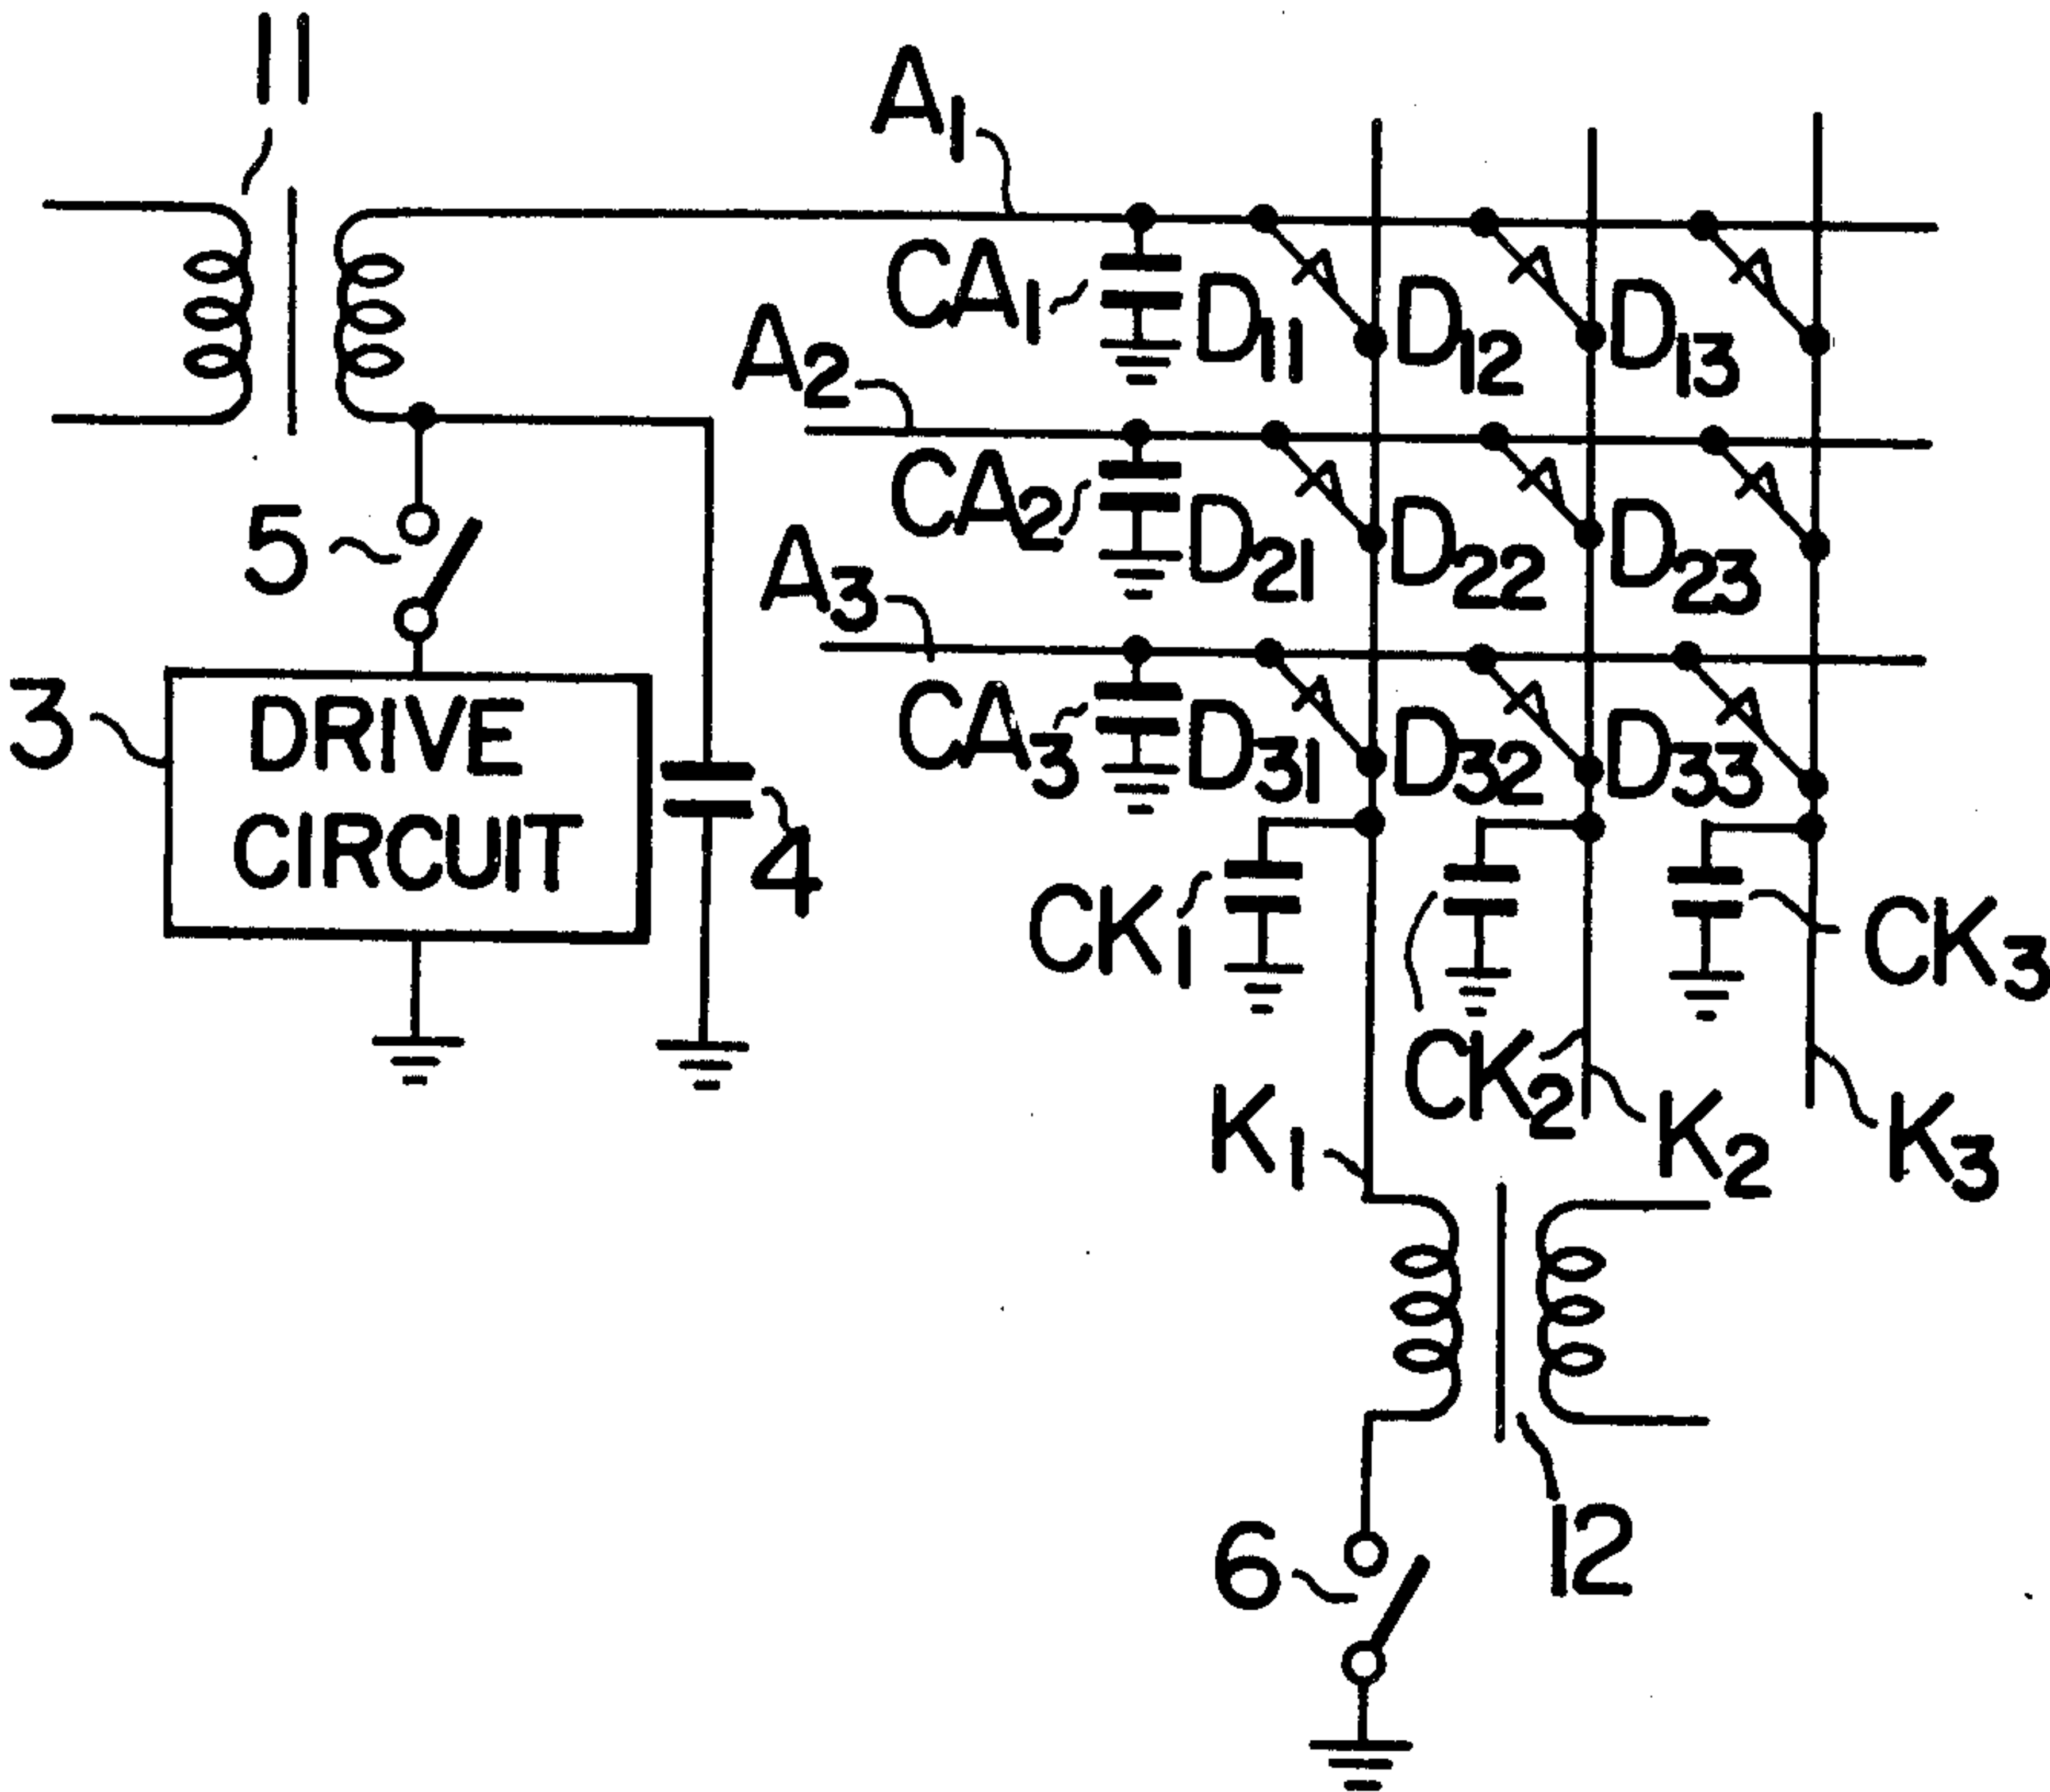 11
A1
CA1
D11
D12
D13
A2
CA2
D21
D22
D23
5
A3
CA3
D31
D32
D33
3
DRIVE
CIRCUIT
4
CK1
CK2
CK3
K1
K2
K3
6
12